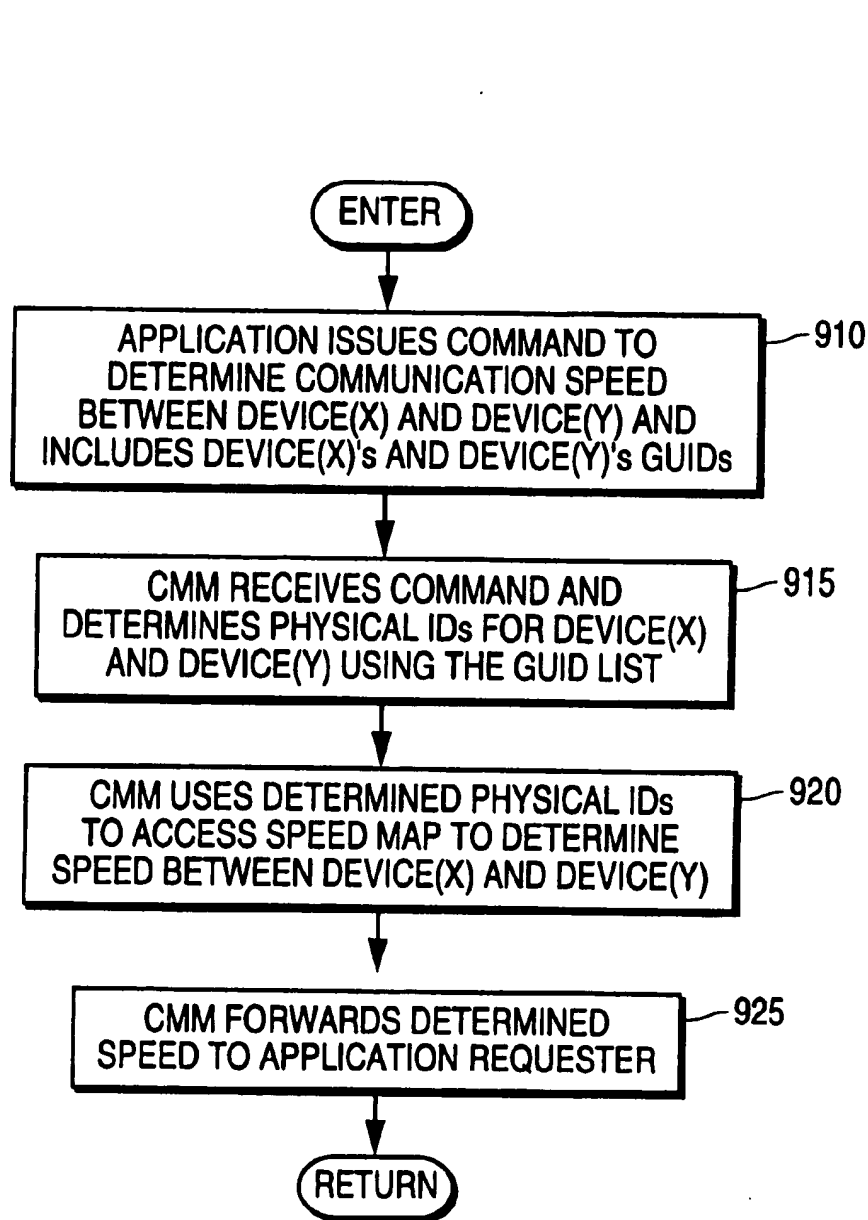 ENTER
APPLICATION ISSUES COMMAND TO
DETERMINE COMMUNICATION SPEED
BETWEEN DEVICE(X) AND DEVICE(Y) AND
INCLUDES DEVICE(X)'s AND DEVICE(Y)'s GUIDs
910
CMM RECEIVES COMMAND AND
DETERMINES PHYSICAL IDs FOR DEVICE(X)
AND DEVICE(Y) USING THE GUID LIST
915
CMM USES DETERMINED PHYSICAL IDs
TO ACCESS SPEED MAP TO DETERMINE
SPEED BETWEEN DEVICE(X) AND DEVICE(Y)
920
CMM FORWARDS DETERMINED
SPEED TO APPLICATION REQUESTER
925
RETURN